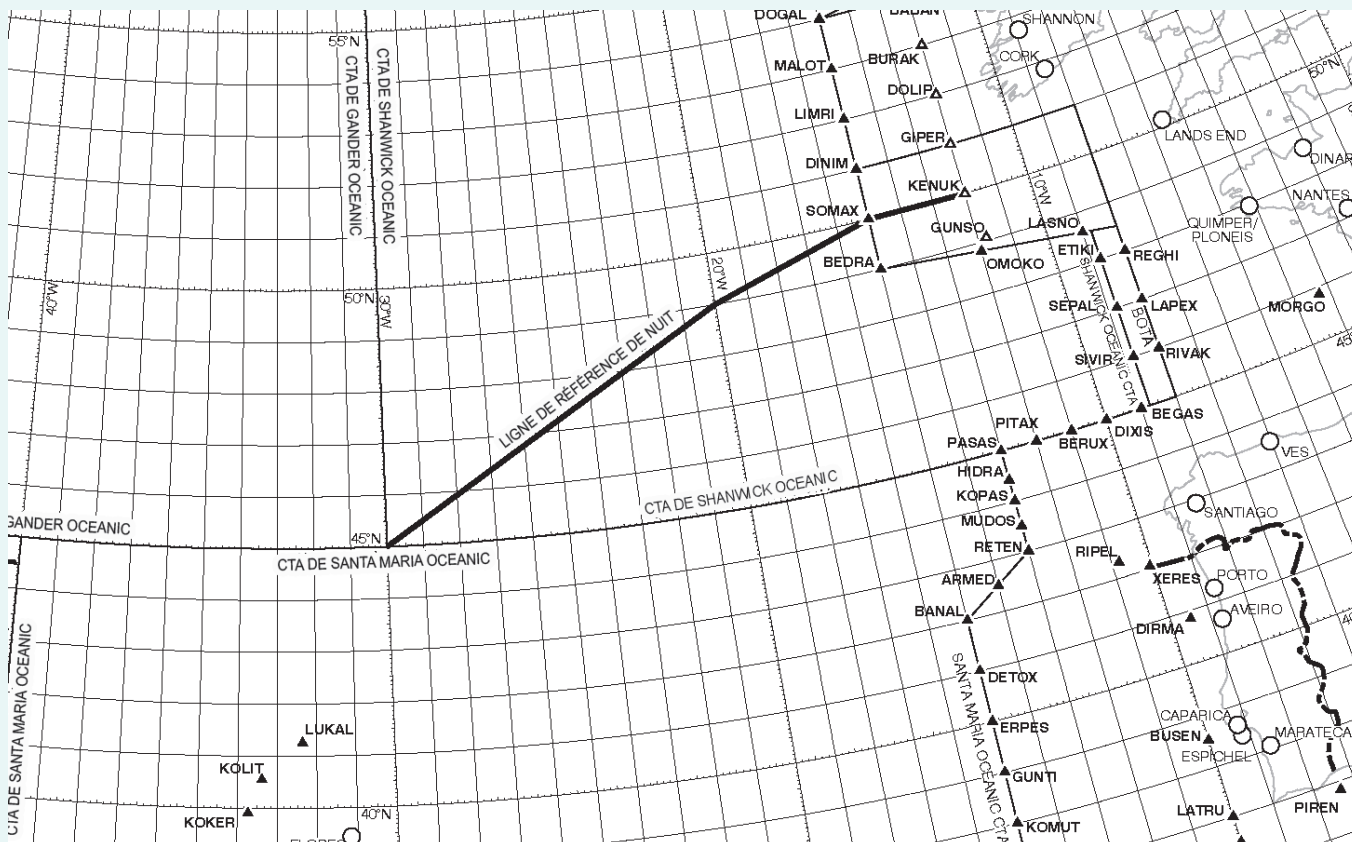 DOGAL
BABAN
SHANNON
BURAK
CORK
50°N
55°N
MALOT
CTA DE GANDER OCEANIC
CTA DE SHANWICK OCEANIC
DOLIP
LIMRI
LANDS END
GIPER
DINIM
DINAR
KENUK
10°W
NANTES
SOMAX
GUNSO
LASNO
QUIMPER/
PLONEIS
BEDRA
OMOKO
ETIKI
REGHI
20°W
40°W
50°N
30°W
SEPAL
LAPEX
MORGO
SHANWICK OCEANIC CTA
BOTA
SIVIR
RIVAK
45
LIGNE DE RÉFÉRENCE DE NUIT
BEGAS
PITAX
BERUX
DIXIS
PASAS
VES
HIDRA
CTA DE SHANWICK OCEANIC
KOPAS
SANTIAGO
GANDER OCEANIC
MUDOS
45°N
RETEN
CTA DE SANTA MARIA OCEANIC
RIPEL
XERES
PORTO
ARMED
AVEIRO
BANAL
DIRMA
40
CTA DE SANTA MARIA OCEANIC
SANTA MARIA OCEANIC CTA
DETOX
CAPARICA
LUKAL
ERPES
BUSEN
MARATECA
ESPICHEL
KOLIT
GUNTI
KOKER
40°N
LATRU
PIREN
KOMUT
FLORES